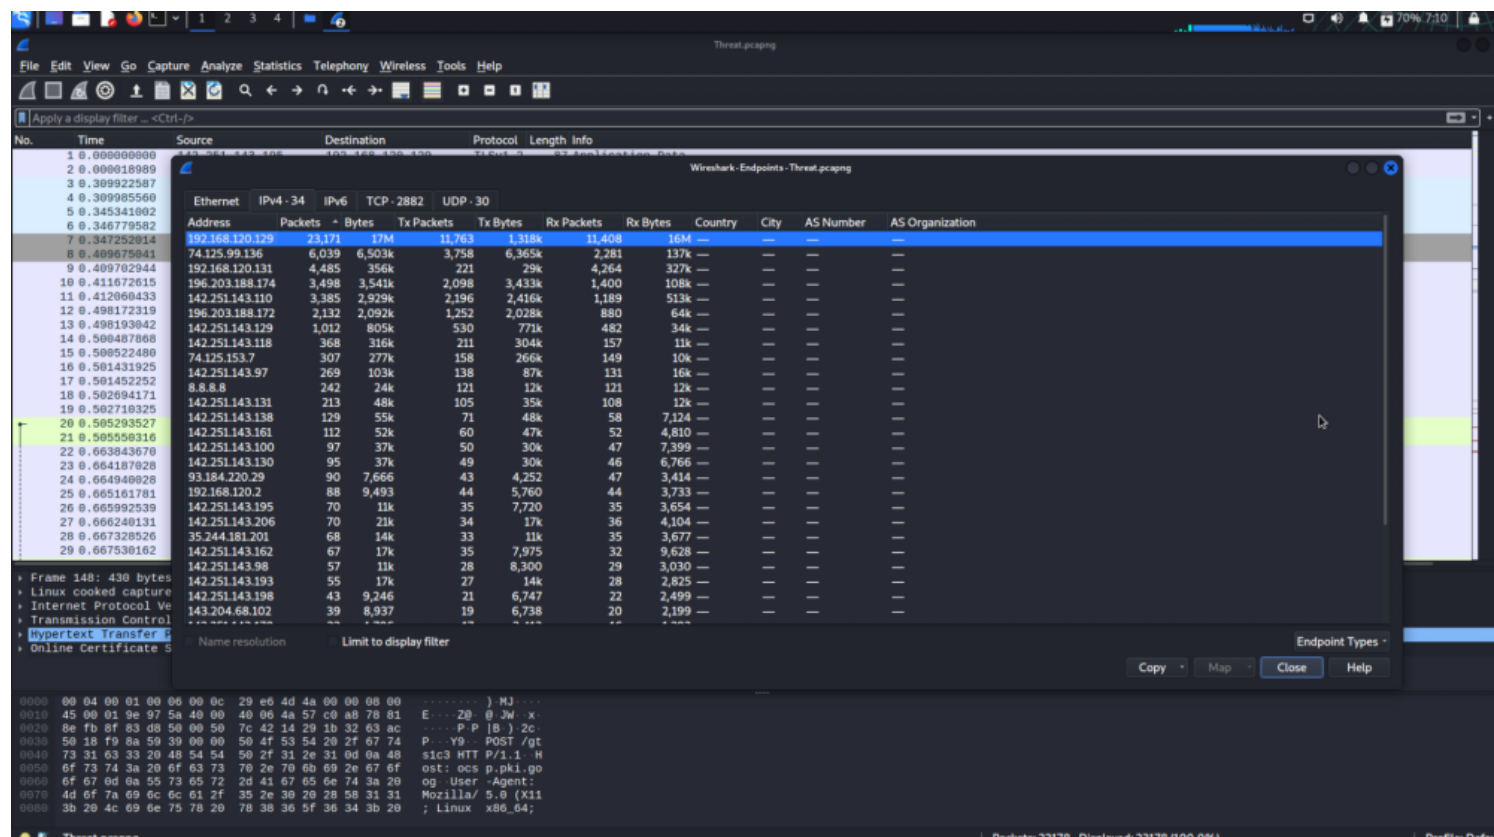 1 2 3 4 70% 7:10
Threat.pcapng
File Edit View Go Capture Analyze Statistics Telephony Wireless Tools Help
Apply a display filter ... <Ctrl-/>
No. Time Source Destination Protocol Length Info
1 0.000000000 142.251.143.195 192.168.120.129 TLSv1.2 87 Application Data
2 0.000018989
3 0.309922587
4 0.309985560
5 0.345341002
6 0.346779582
7 0.347252014
8 0.409675041
9 0.409702944
10 0.411672615
11 0.412060433
12 0.498172319
13 0.498193042
14 0.500487868
15 0.500522480
16 0.501431925
17 0.501452252
18 0.502694171
19 0.502710325
20 0.505293527
21 0.505550316
22 0.663843670
23 0.664187028
24 0.664940028
25 0.665161781
26 0.665992539
27 0.666240131
28 0.667328526
29 0.667530162
Wireshark · Endpoints · Threat.pcapng
Ethernet IPv4 · 34 IPv6 TCP · 2882 UDP · 30
Address Packets Bytes Tx Packets Tx Bytes Rx Packets Rx Bytes Country City AS Number AS Organization
192.168.120.129 23,171 17M 11,763 1,318k 11,408 16M — — — —
74.125.99.136 6,039 6,503k 3,758 6,365k 2,281 137k — — — —
192.168.120.131 4,485 356k 221 29k 4,264 327k — — — —
196.203.188.174 3,498 3,541k 2,098 3,433k 1,400 108k — — — —
142.251.143.110 3,385 2,929k 2,196 2,416k 1,189 513k — — — —
196.203.188.172 2,132 2,092k 1,252 2,028k 880 64k — — — —
142.251.143.129 1,012 805k 530 771k 482 34k — — — —
142.251.143.118 368 316k 211 304k 157 11k — — — —
74.125.153.7 307 277k 158 266k 149 10k — — — —
142.251.143.97 269 103k 138 87k 131 16k — — — —
8.8.8.8 242 24k 121 12k 121 12k — — — —
142.251.143.131 213 48k 105 35k 108 12k — — — —
142.251.143.138 129 55k 71 48k 58 7,124 — — — —
142.251.143.161 112 52k 60 47k 52 4,810 — — — —
142.251.143.100 97 37k 50 30k 47 7,399 — — — —
142.251.143.130 95 37k 49 30k 46 6,766 — — — —
93.184.220.29 90 7,666 43 4,252 47 3,414 — — — —
192.168.120.2 88 9,493 44 5,760 44 3,733 — — — —
142.251.143.195 70 11k 35 7,720 35 3,654 — — — —
142.251.143.206 70 21k 34 17k 36 4,104 — — — —
35.244.181.201 68 14k 33 11k 35 3,677 — — — —
142.251.143.162 67 17k 35 7,975 32 9,628 — — — —
142.251.143.98 57 11k 28 8,300 29 3,030 — — — —
142.251.143.193 55 17k 27 14k 28 2,825 — — — —
142.251.143.198 43 9,246 21 6,747 22 2,499 — — — —
143.204.68.102 39 8,937 19 6,738 20 2,199 — — — —
Name resolution Limit to display filter Endpoint Types
Copy Map Close Help
Frame 148: 430 bytes
Linux cooked capture
Internet Protocol Ve
Transmission Control
Hypertext Transfer P
Online Certificate S
0000 00 04 00 01 00 06 00 0c 29 e6 4d 4a 00 00 08 00 ········ )·MJ····
0010 45 00 01 9e 97 5a 40 00 40 06 4a 57 c0 a8 78 81 E····Z@· @·JW··x·
0020 8e fb 8f 83 d8 50 00 50 7c 42 14 29 1b 32 63 ac ·····P·P |B·)·2c·
0030 50 18 f9 8a 59 39 00 00 50 4f 53 54 20 2f 67 74 P···Y9·· POST /gt
0040 73 31 63 33 20 48 54 54 50 2f 31 2e 31 0d 0a 48 s1c3 HTT P/1.1··H
0050 6f 73 74 3a 20 6f 63 73 70 2e 70 6b 69 2e 67 6f ost: ocs p.pki.go
0060 6f 67 0d 0a 55 73 65 72 2d 41 67 65 6e 74 3a 20 og··User -Agent:
0070 4d 6f 7a 69 6c 6c 61 2f 35 2e 30 20 28 58 31 31 Mozilla/ 5.0 (X11
0080 3b 20 4c 69 6e 75 78 20 78 38 36 5f 36 34 3b 20 ; Linux x86_64;
Threat.pcapng Packets: 23178 · Displayed: 23178 (100.0%)